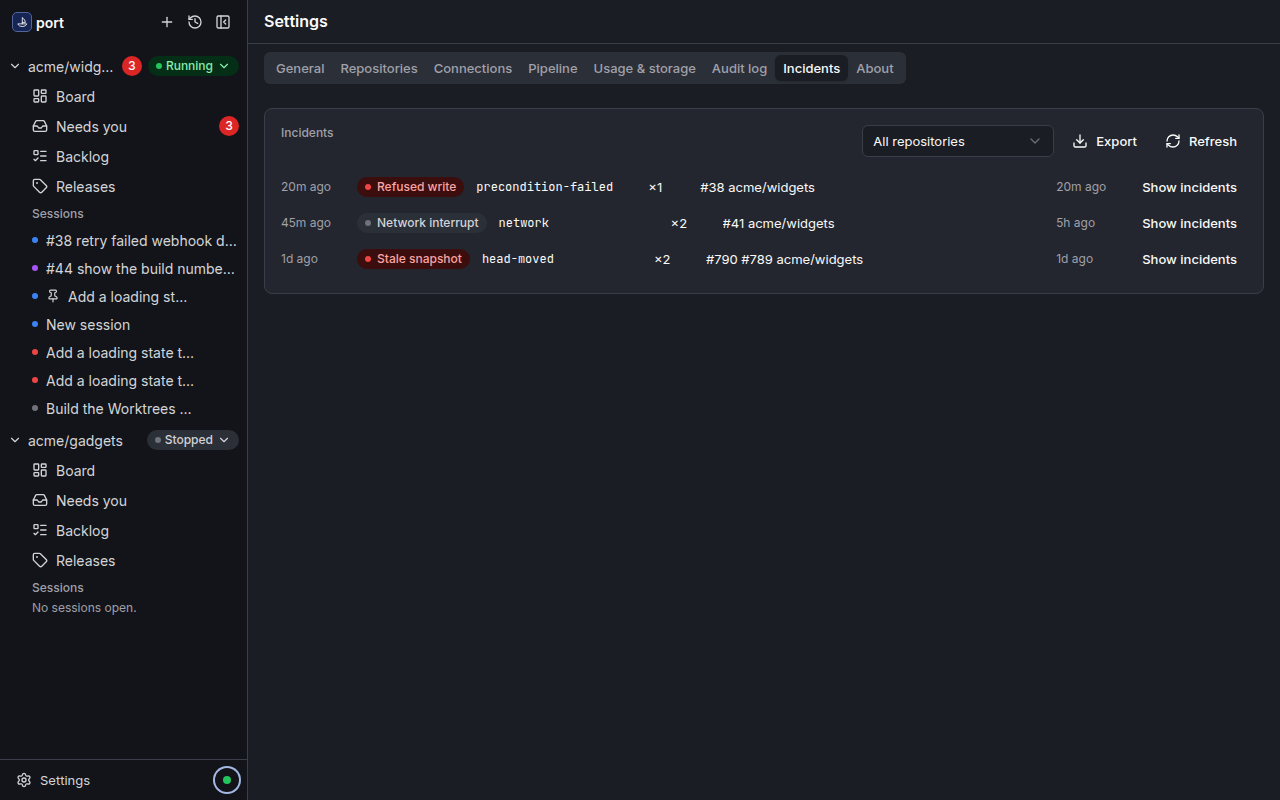 port
acme/widg... 3 Running
Board
Needs you 3
Backlog
Releases
Sessions
#38 retry failed webhook d...
#44 show the build numbe...
Add a loading st...
New session
Add a loading state t...
Add a loading state t...
Build the Worktrees ...
acme/gadgets Stopped
Board
Needs you
Backlog
Releases
Sessions
No sessions open.
Settings
Settings
General Repositories Connections Pipeline Usage & storage Audit log Incidents About
Incidents All repositories Export Refresh
20m ago Refused write precondition-failed ×1 #38 acme/widgets 20m ago Show incidents
45m ago Network interrupt network ×2 #41 acme/widgets 5h ago Show incidents
1d ago Stale snapshot head-moved ×2 #790 #789 acme/widgets 1d ago Show incidents